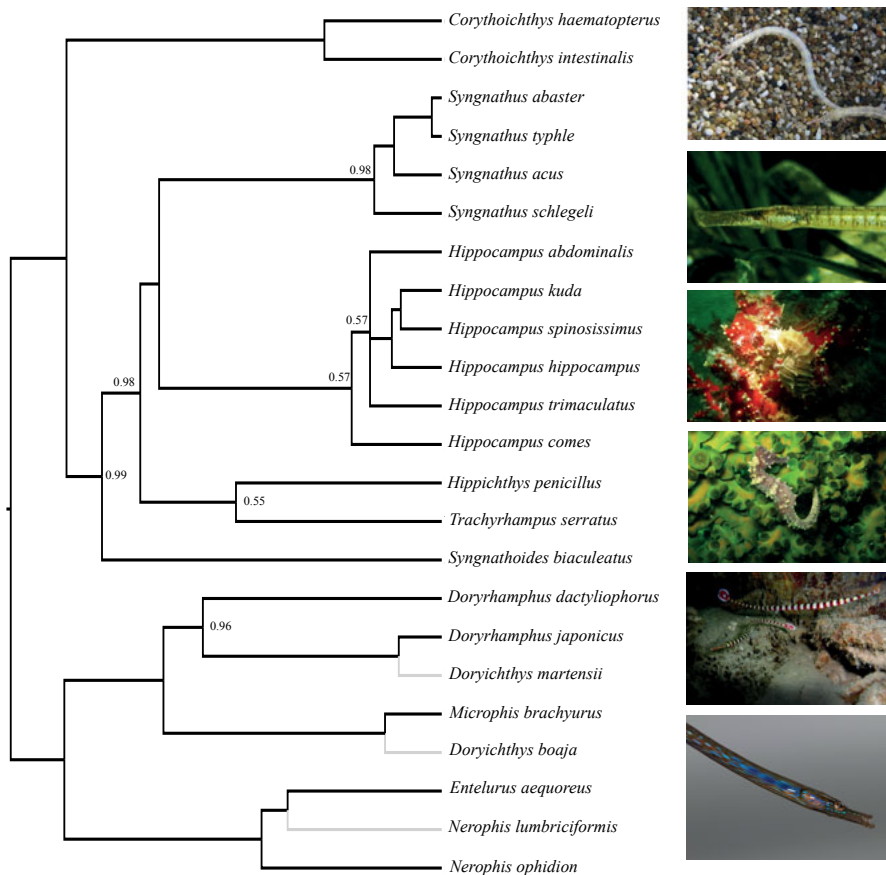 Corythoichthys haematopterus
Corythoichthys intestinalis
Syngnathus abaster
Syngnathus typhle
0.98
Syngnathus acus
Syngnathus schlegeli
Hippocampus abdominalis
Hippocampus kuda
0.57
Hippocampus spinosissimus
Hippocampus hippocampus
0.57
0.98
Hippocampus trimaculatus
Hippocampus comes
0.99
Hippichthys penicillus
0.55
Trachyrhampus serratus
Syngnathoides biaculeatus
Doryrhamphus dactyliophorus
0.96
Doryrhamphus japonicus
Doryichthys martensii
Microphis brachyurus
Doryichthys boaja
Entelurus aequoreus
Nerophis lumbriciformis
Nerophis ophidion